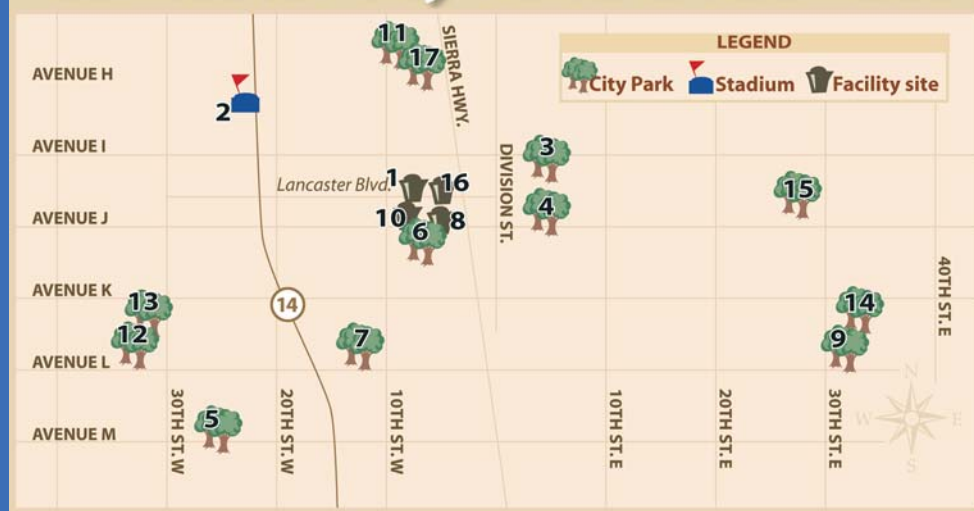 LEGEND
City Park
Stadium
Facility site
AVENUE H
AVENUE I
AVENUE J
AVENUE K
AVENUE L
AVENUE M
SIERRA HWY.
DIVISION ST.
Lancaster Blvd.
11
17
2
3
1
16
15
4
10
8
6
13
14
14
12
7
9
5
40TH ST. E
30TH ST. W
20TH ST. W
10TH ST. W
10TH ST. E
20TH ST. E
30TH ST. E
N
W
E
S